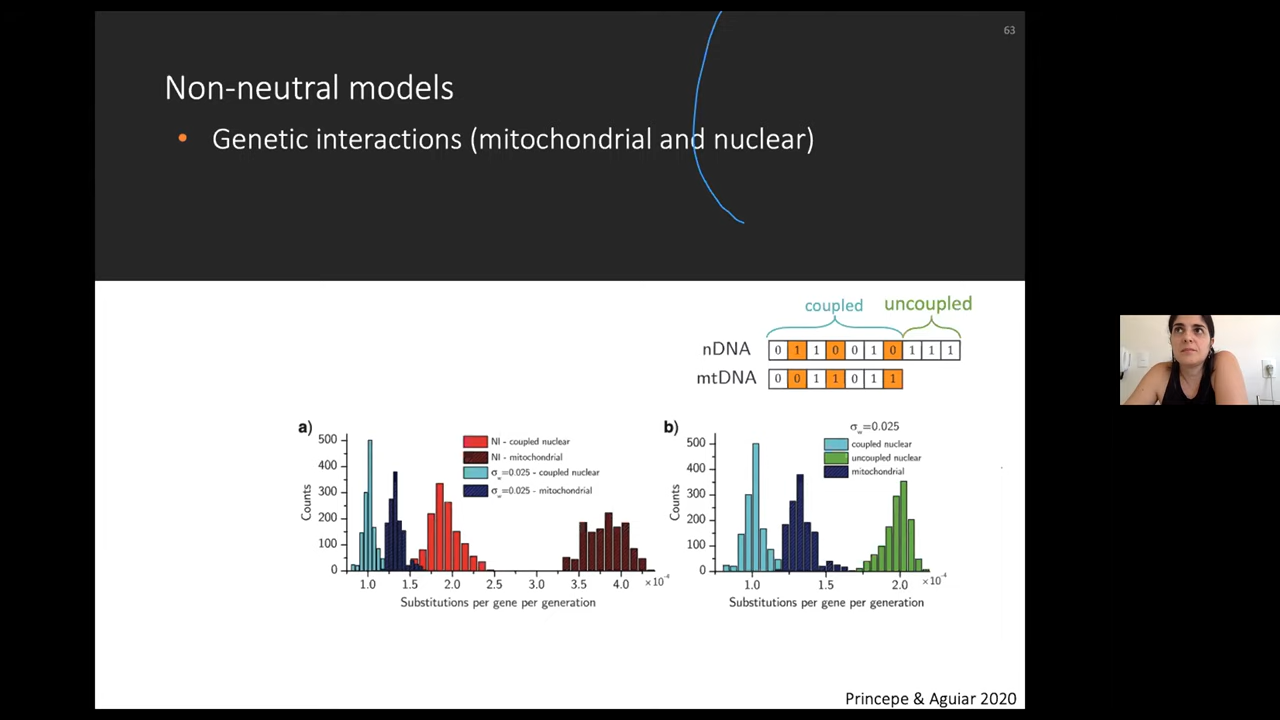 63
Non-neutral models
• Genetic interactions (mitochondrial and nuclear)
coupled uncoupled
nDNA 0 1 1 0 0 1 0 1 1 1
mtDNA 0 0 1 1 0 1 1
a)
500
400
300
200
100
0
Counts
NI - coupled nuclear
NI - mitochondrial
σw=0.025 - coupled nuclear
σw=0.025 - mitochondrial
1.0 1.5 2.0 2.5 3.0 3.5 4.0 ×10⁻⁴
Substitutions per gene per generation
b)
σw=0.025
500
400
300
200
100
0
Counts
coupled nuclear
uncoupled nuclear
mitochondrial
1.0 1.5 2.0 ×10⁻⁴
Substitutions per gene per generation
Princepe & Aguiar 2020